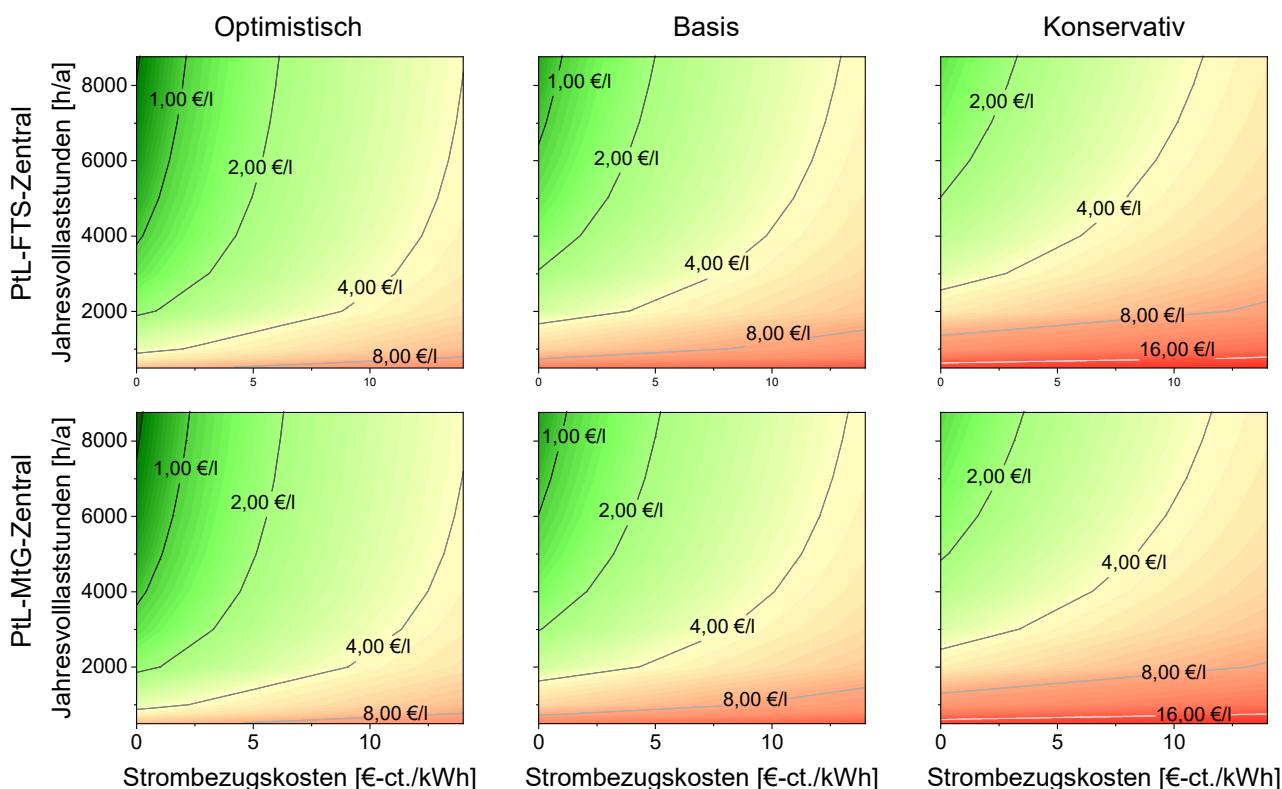 Optimistisch
Basis
Konservativ
PtL-FTS-Zentral
Jahresvolllaststunden [h/a]
8000
6000
4000
2000
1,00 €/l
2,00 €/l
4,00 €/l
8,00 €/l
0
5
10
1,00 €/l
2,00 €/l
4,00 €/l
8,00 €/l
0
5
10
2,00 €/l
4,00 €/l
8,00 €/l
16,00 €/l
0
5
10
PtL-MtG-Zentral
Jahresvolllaststunden [h/a]
8000
6000
4000
2000
1,00 €/l
2,00 €/l
4,00 €/l
8,00 €/l
0
5
10
Strombezugskosten [€-ct./kWh]
1,00 €/l
2,00 €/l
4,00 €/l
8,00 €/l
0
5
10
Strombezugskosten [€-ct./kWh]
2,00 €/l
4,00 €/l
8,00 €/l
16,00 €/l
0
5
10
Strombezugskosten [€-ct./kWh]